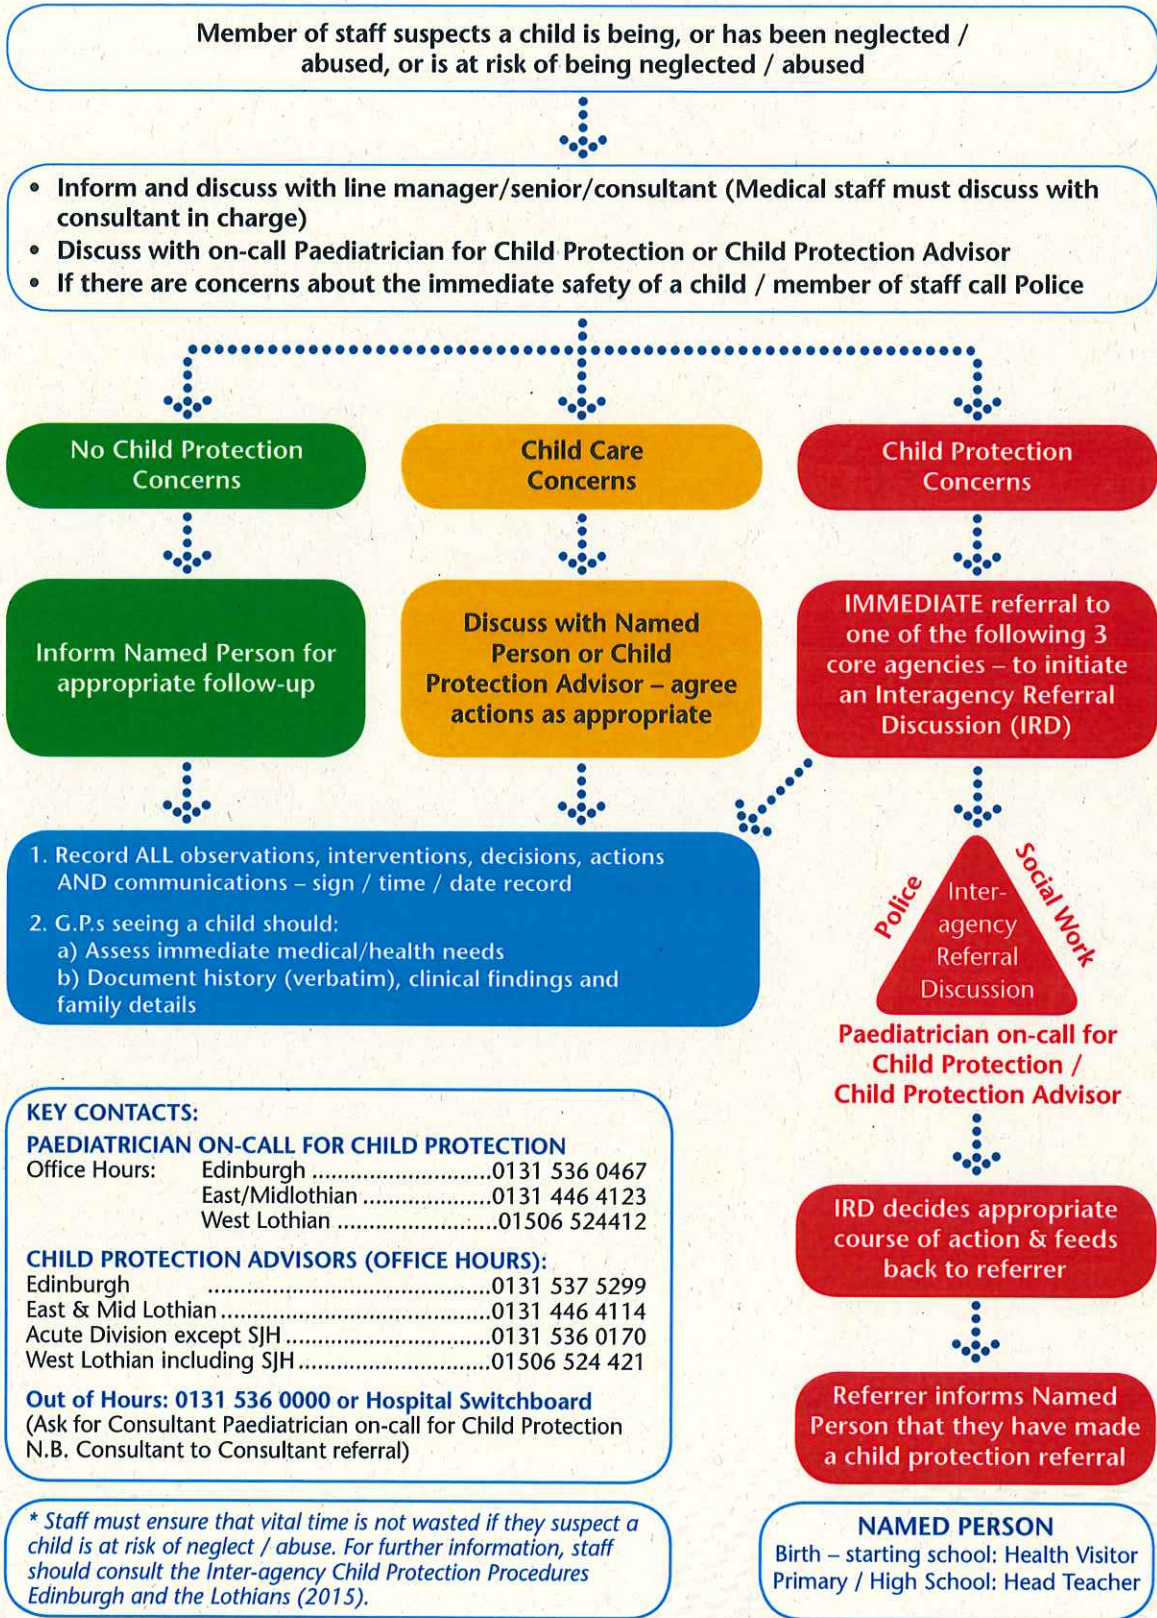 Member of staff suspects a child is being, or has been neglected /
abused, or is at risk of being neglected / abused
• Inform and discuss with line manager/senior/consultant (Medical staff must discuss with
consultant in charge)
• Discuss with on-call Paediatrician for Child Protection or Child Protection Advisor
• If there are concerns about the immediate safety of a child / member of staff call Police
No Child Protection
Concerns
Child Care
Concerns
Child Protection
Concerns
Inform Named Person for
appropriate follow-up
Discuss with Named
Person or Child
Protection Advisor – agree
actions as appropriate
IMMEDIATE referral to
one of the following 3
core agencies – to initiate
an Interagency Referral
Discussion (IRD)
1. Record ALL observations, interventions, decisions, actions
AND communications – sign / time / date record
2. G.P.s seeing a child should:
a) Assess immediate medical/health needs
b) Document history (verbatim), clinical findings and
family details
Police
Social Work
Inter-
agency
Referral
Discussion
Paediatrician on-call for
Child Protection /
Child Protection Advisor
IRD decides appropriate
course of action & feeds
back to referrer
Referrer informs Named
Person that they have made
a child protection referral
KEY CONTACTS:
PAEDIATRICIAN ON-CALL FOR CHILD PROTECTION
Office Hours: Edinburgh ............................0131 536 0467
East/Midlothian ....................0131 446 4123
West Lothian .........................01506 524412
CHILD PROTECTION ADVISORS (OFFICE HOURS):
Edinburgh ............................................0131 537 5299
East & Mid Lothian..........................................0131 446 4114
Acute Division except SJH................................0131 536 0170
West Lothian including SJH..............................01506 524 421
Out of Hours: 0131 536 0000 or Hospital Switchboard
(Ask for Consultant Paediatrician on-call for Child Protection
N.B. Consultant to Consultant referral)
* Staff must ensure that vital time is not wasted if they suspect a
child is at risk of neglect / abuse. For further information, staff
should consult the Inter-agency Child Protection Procedures
Edinburgh and the Lothians (2015).
NAMED PERSON
Birth – starting school: Health Visitor
Primary / High School: Head Teacher